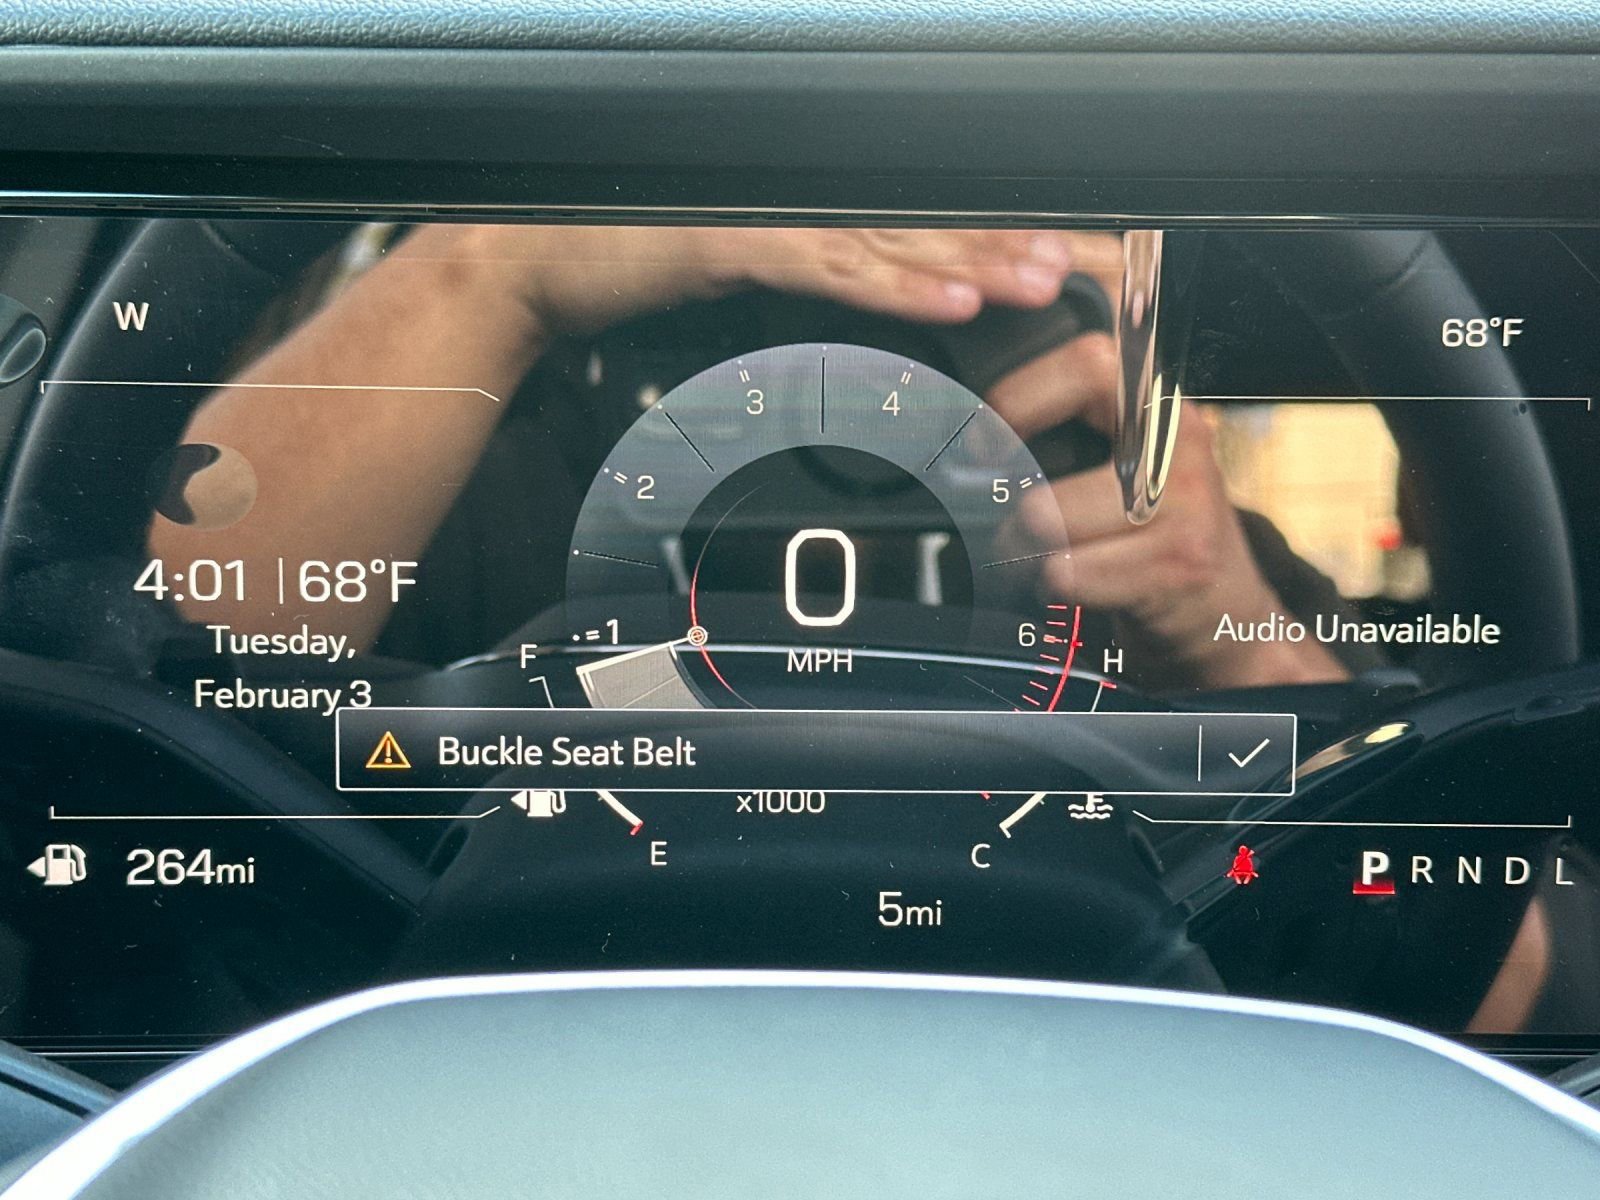 W
68°F
3
4
2
5
4:01 | 68°F
0
1
6
Tuesday,
February 3
F
MPH
H
Audio Unavailable
Buckle Seat Belt
x1000
E
C
264mi
P R N D L
5mi